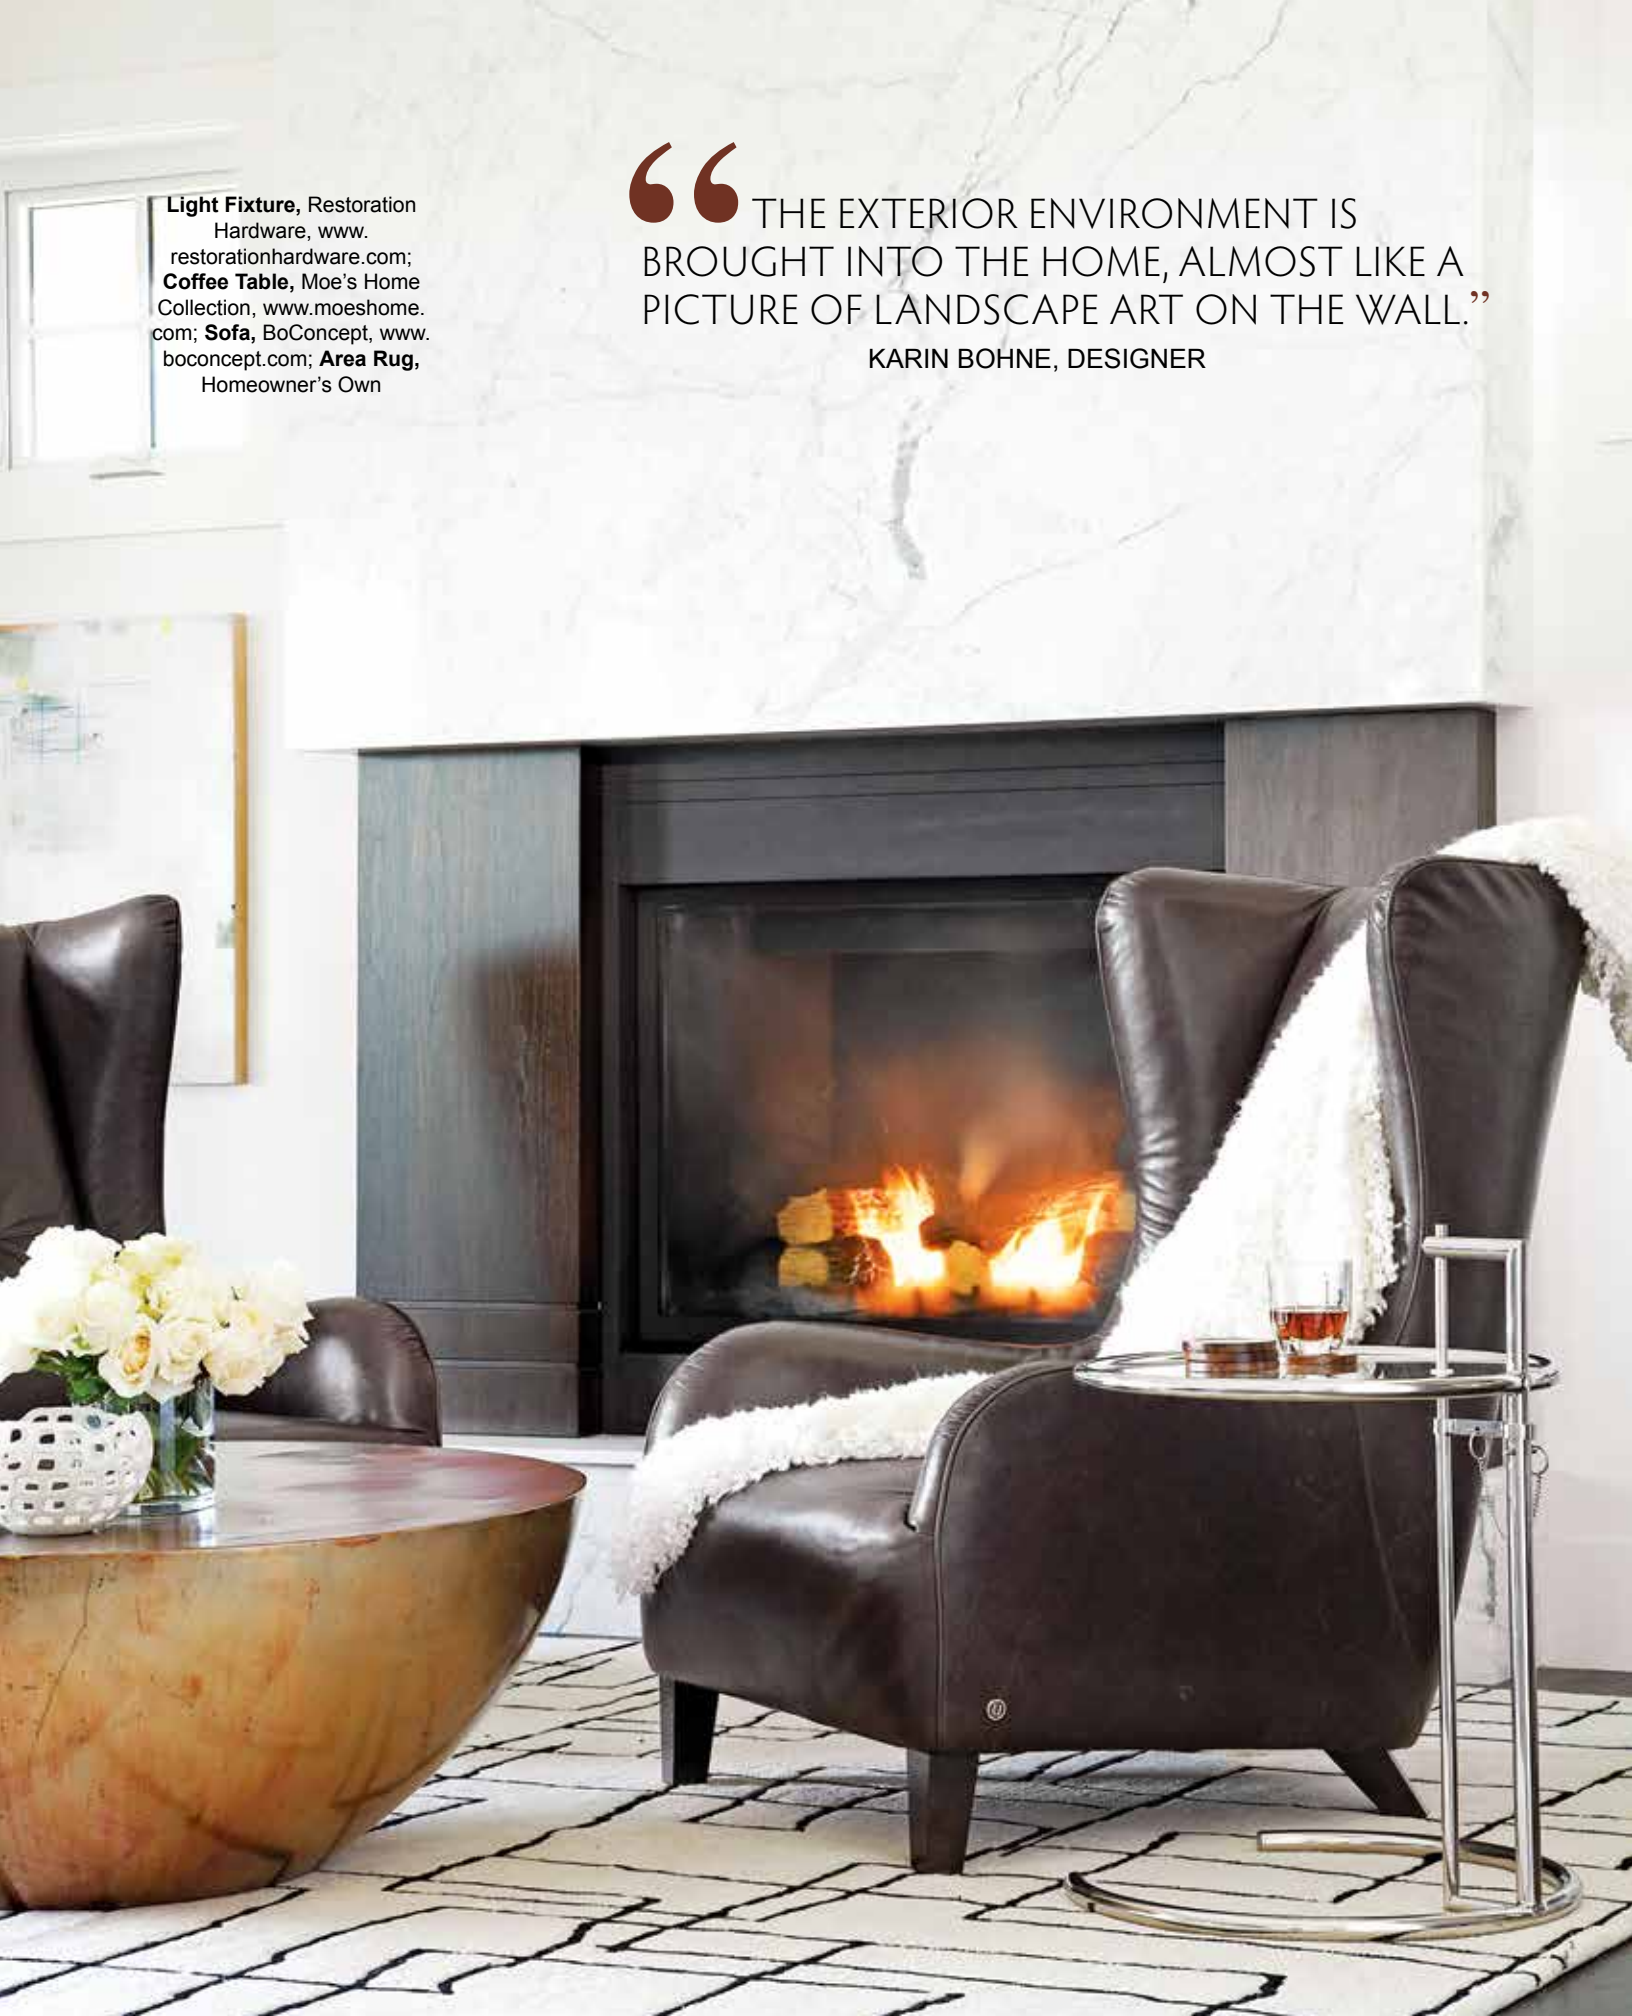 Light Fixture, Restoration
Hardware, www.
restorationhardware.com;
Coffee Table, Moe's Home
Collection, www.moeshome.
com; Sofa, BoConcept, www.
boconcept.com; Area Rug,
Homeowner's Own
“THE EXTERIOR ENVIRONMENT IS
BROUGHT INTO THE HOME, ALMOST LIKE A
PICTURE OF LANDSCAPE ART ON THE WALL.”
KARIN BOHNE, DESIGNER